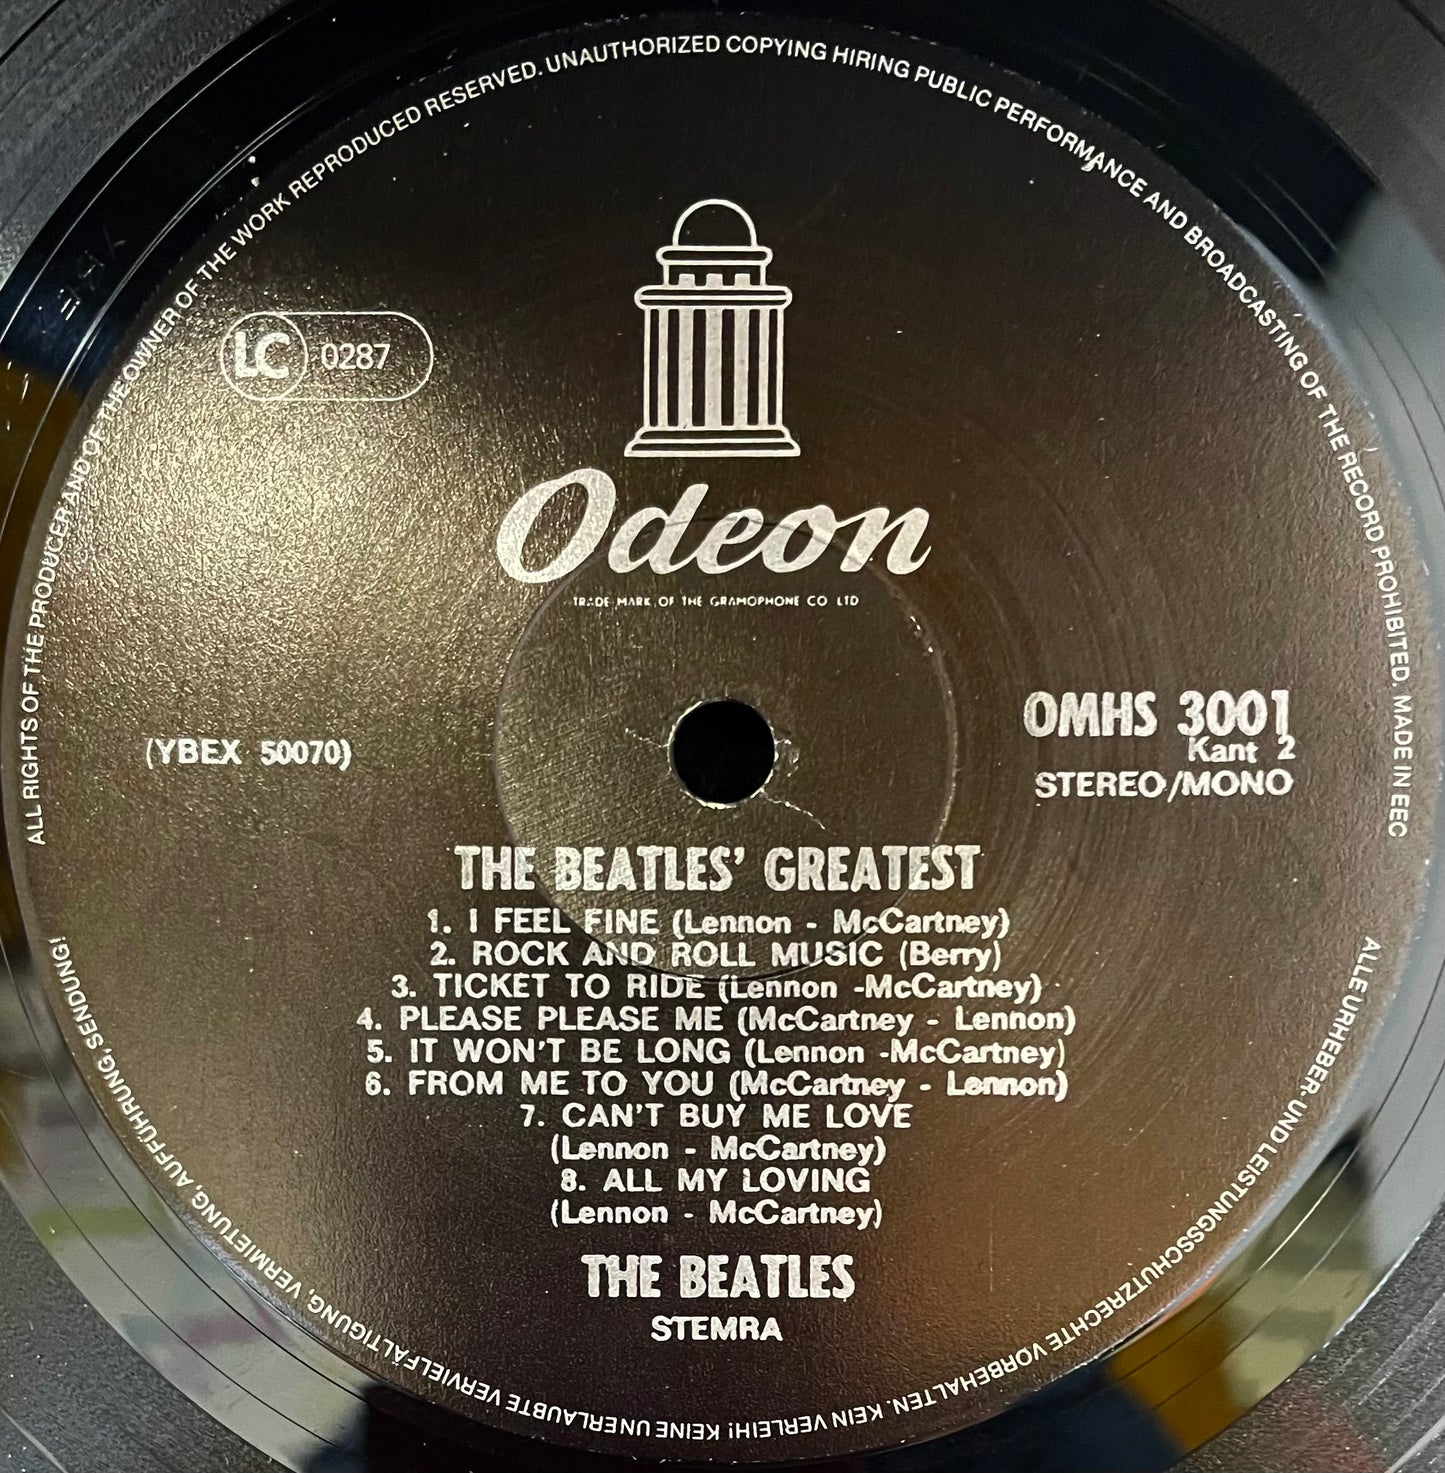 ALL RIGHTS OF THE PRODUCER AND OF THE OWNER OF THE WORK REPRODUCED RESERVED. UNAUTHORIZED COPYING HIRING PUBLIC PERFORMANCE AND BROADCASTING OF THE RECORD PROHIBITED. MADE IN EEC
LC 0287
Odeon
TRADE MARK OF THE GRAMOPHONE CO LTD
(YBEX 50070)
OMHS 3001
Kant 2
STEREO/MONO
THE BEATLES' GREATEST
1. I FEEL FINE (Lennon - McCartney)
2. ROCK AND ROLL MUSIC (Berry)
3. TICKET TO RIDE (Lennon -McCartney)
4. PLEASE PLEASE ME (McCartney - Lennon)
5. IT WON'T BE LONG (Lennon -McCartney)
6. FROM ME TO YOU (McCartney - Lennon)
7. CAN'T BUY ME LOVE
(Lennon - McCartney)
8. ALL MY LOVING
(Lennon - McCartney)
THE BEATLES
STEMRA
ALLE URHEBER- UND LEISTUNGSSCHUTZRECHTE VORBEHALTEN. KEIN VERLEIH! KEINE UNERLAUBTE VERVIELFÄLTIGUNG, VERMIETUNG, AUFFÜHRUNG, SENDUNG!